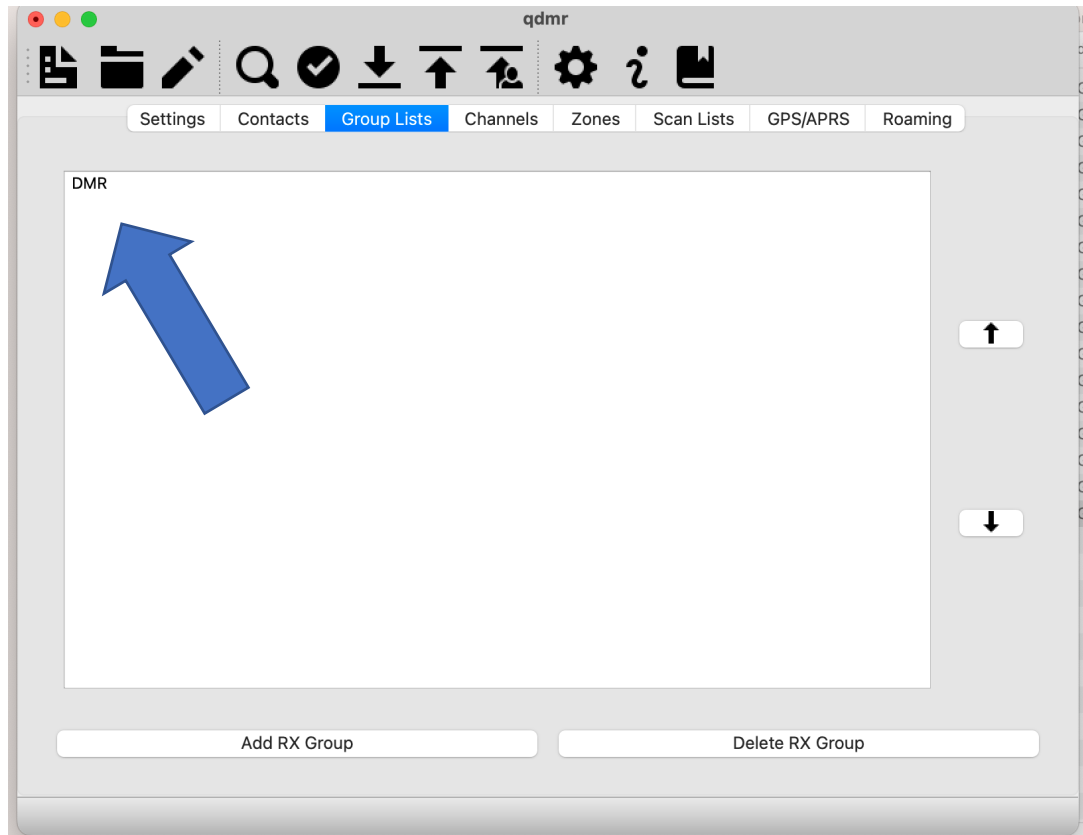 qdmr
Settings Contacts Group Lists Channels Zones Scan Lists GPS/APRS Roaming
DMR
Add RX Group Delete RX Group